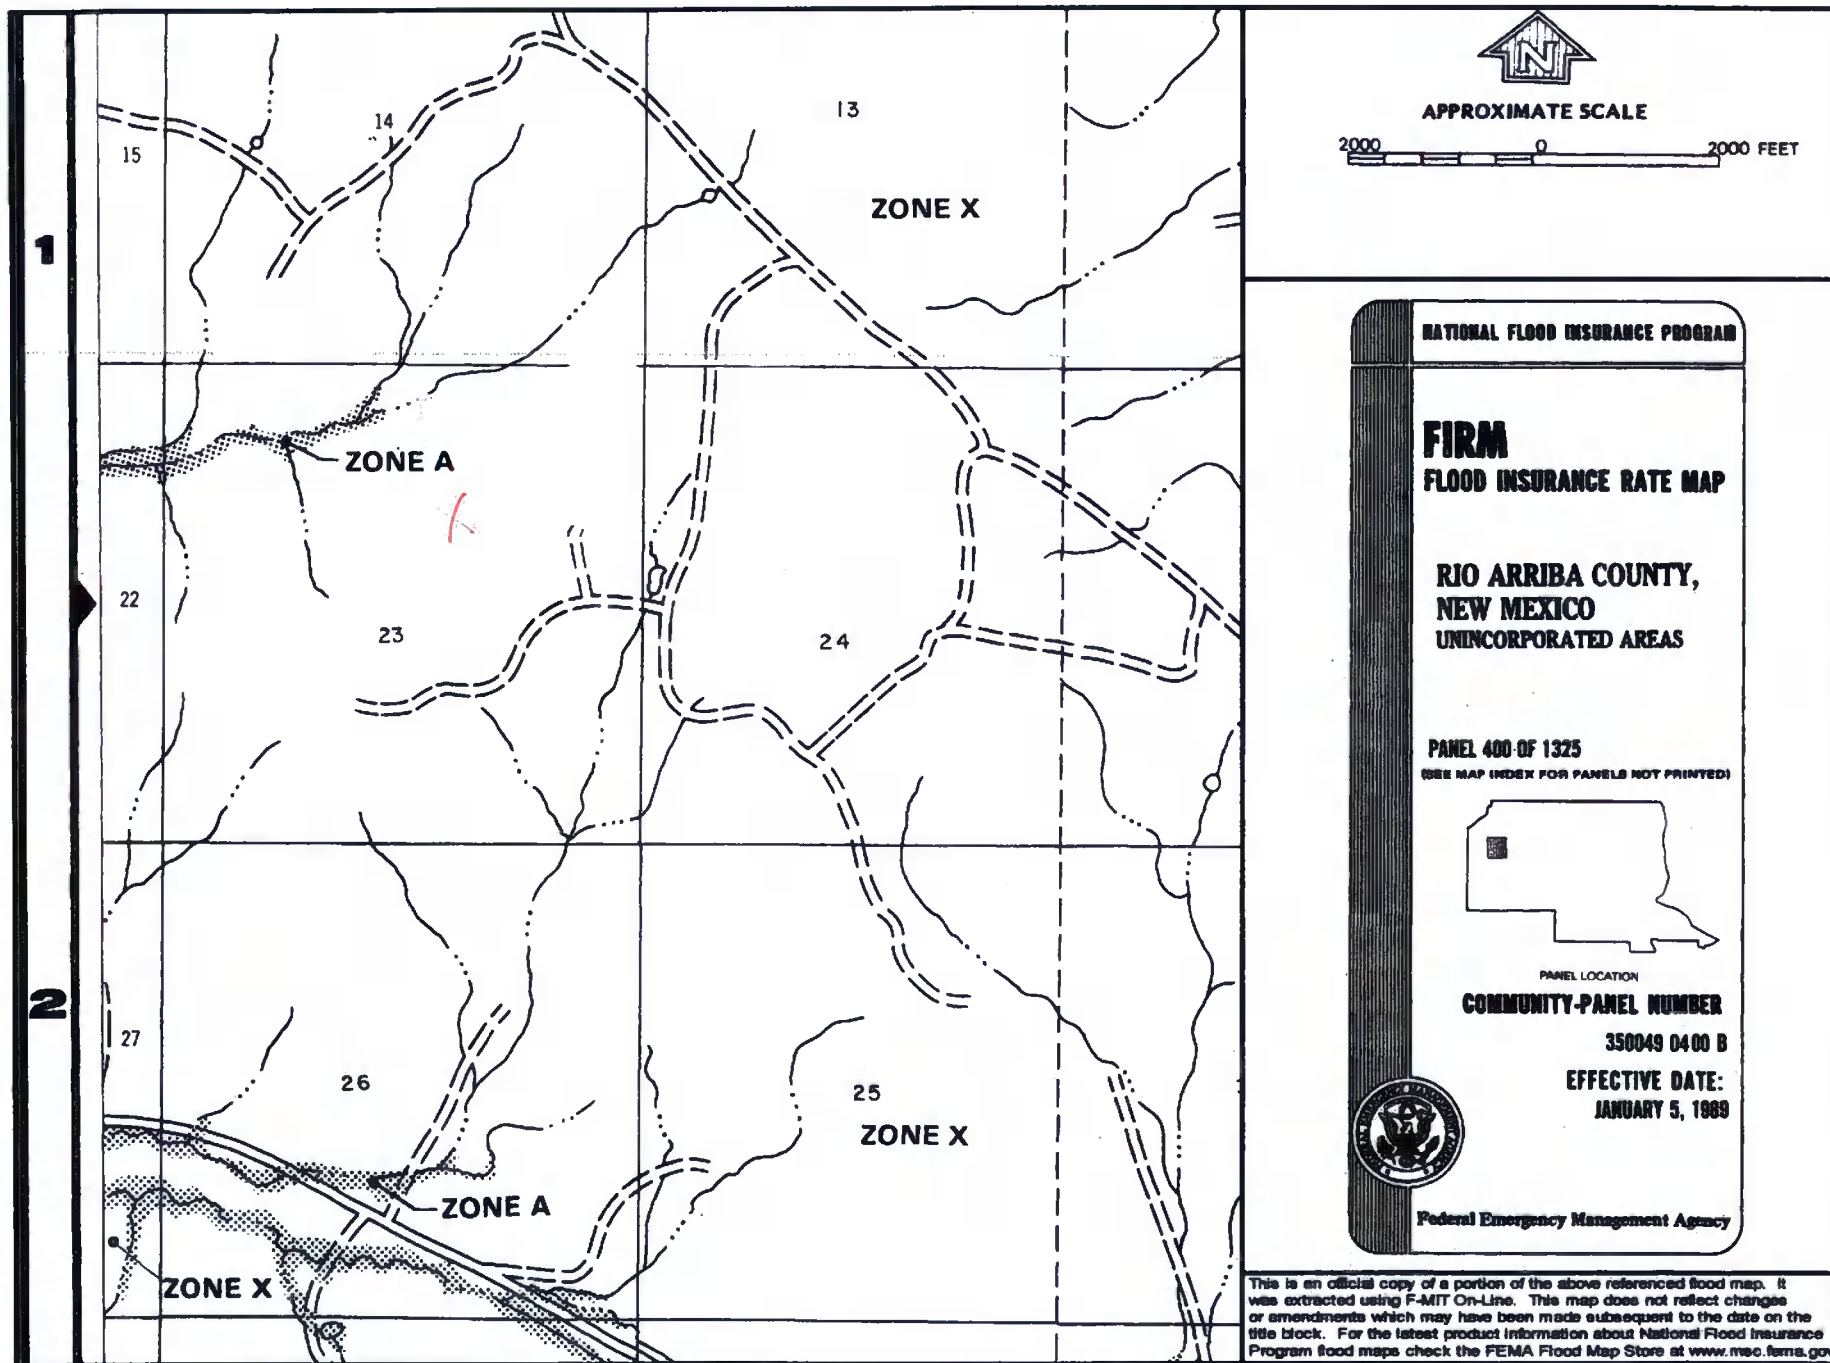 1
2
15
14
13
ZONE X
ZONE A
22
23
24
27
26
25
ZONE X
ZONE A
ZONE X
N
APPROXIMATE SCALE
2000 0 2000 FEET
NATIONAL FLOOD INSURANCE PROGRAM
FIRM
FLOOD INSURANCE RATE MAP
RIO ARRIBA COUNTY,
NEW MEXICO
UNINCORPORATED AREAS
PANEL 400 OF 1325
(SEE MAP INDEX FOR PANELS NOT PRINTED)
PANEL LOCATION
COMMUNITY-PANEL NUMBER
350049 0400 B
EFFECTIVE DATE:
JANUARY 5, 1989
Federal Emergency Management Agency
This is an official copy of a portion of the above referenced flood map. It
was extracted using F-MIT On-Line. This map does not reflect changes
or amendments which may have been made subsequent to the date on the
title block. For the latest product information about National Flood Insurance
Program flood maps check the FEMA Flood Map Store at www.msc.fema.gov